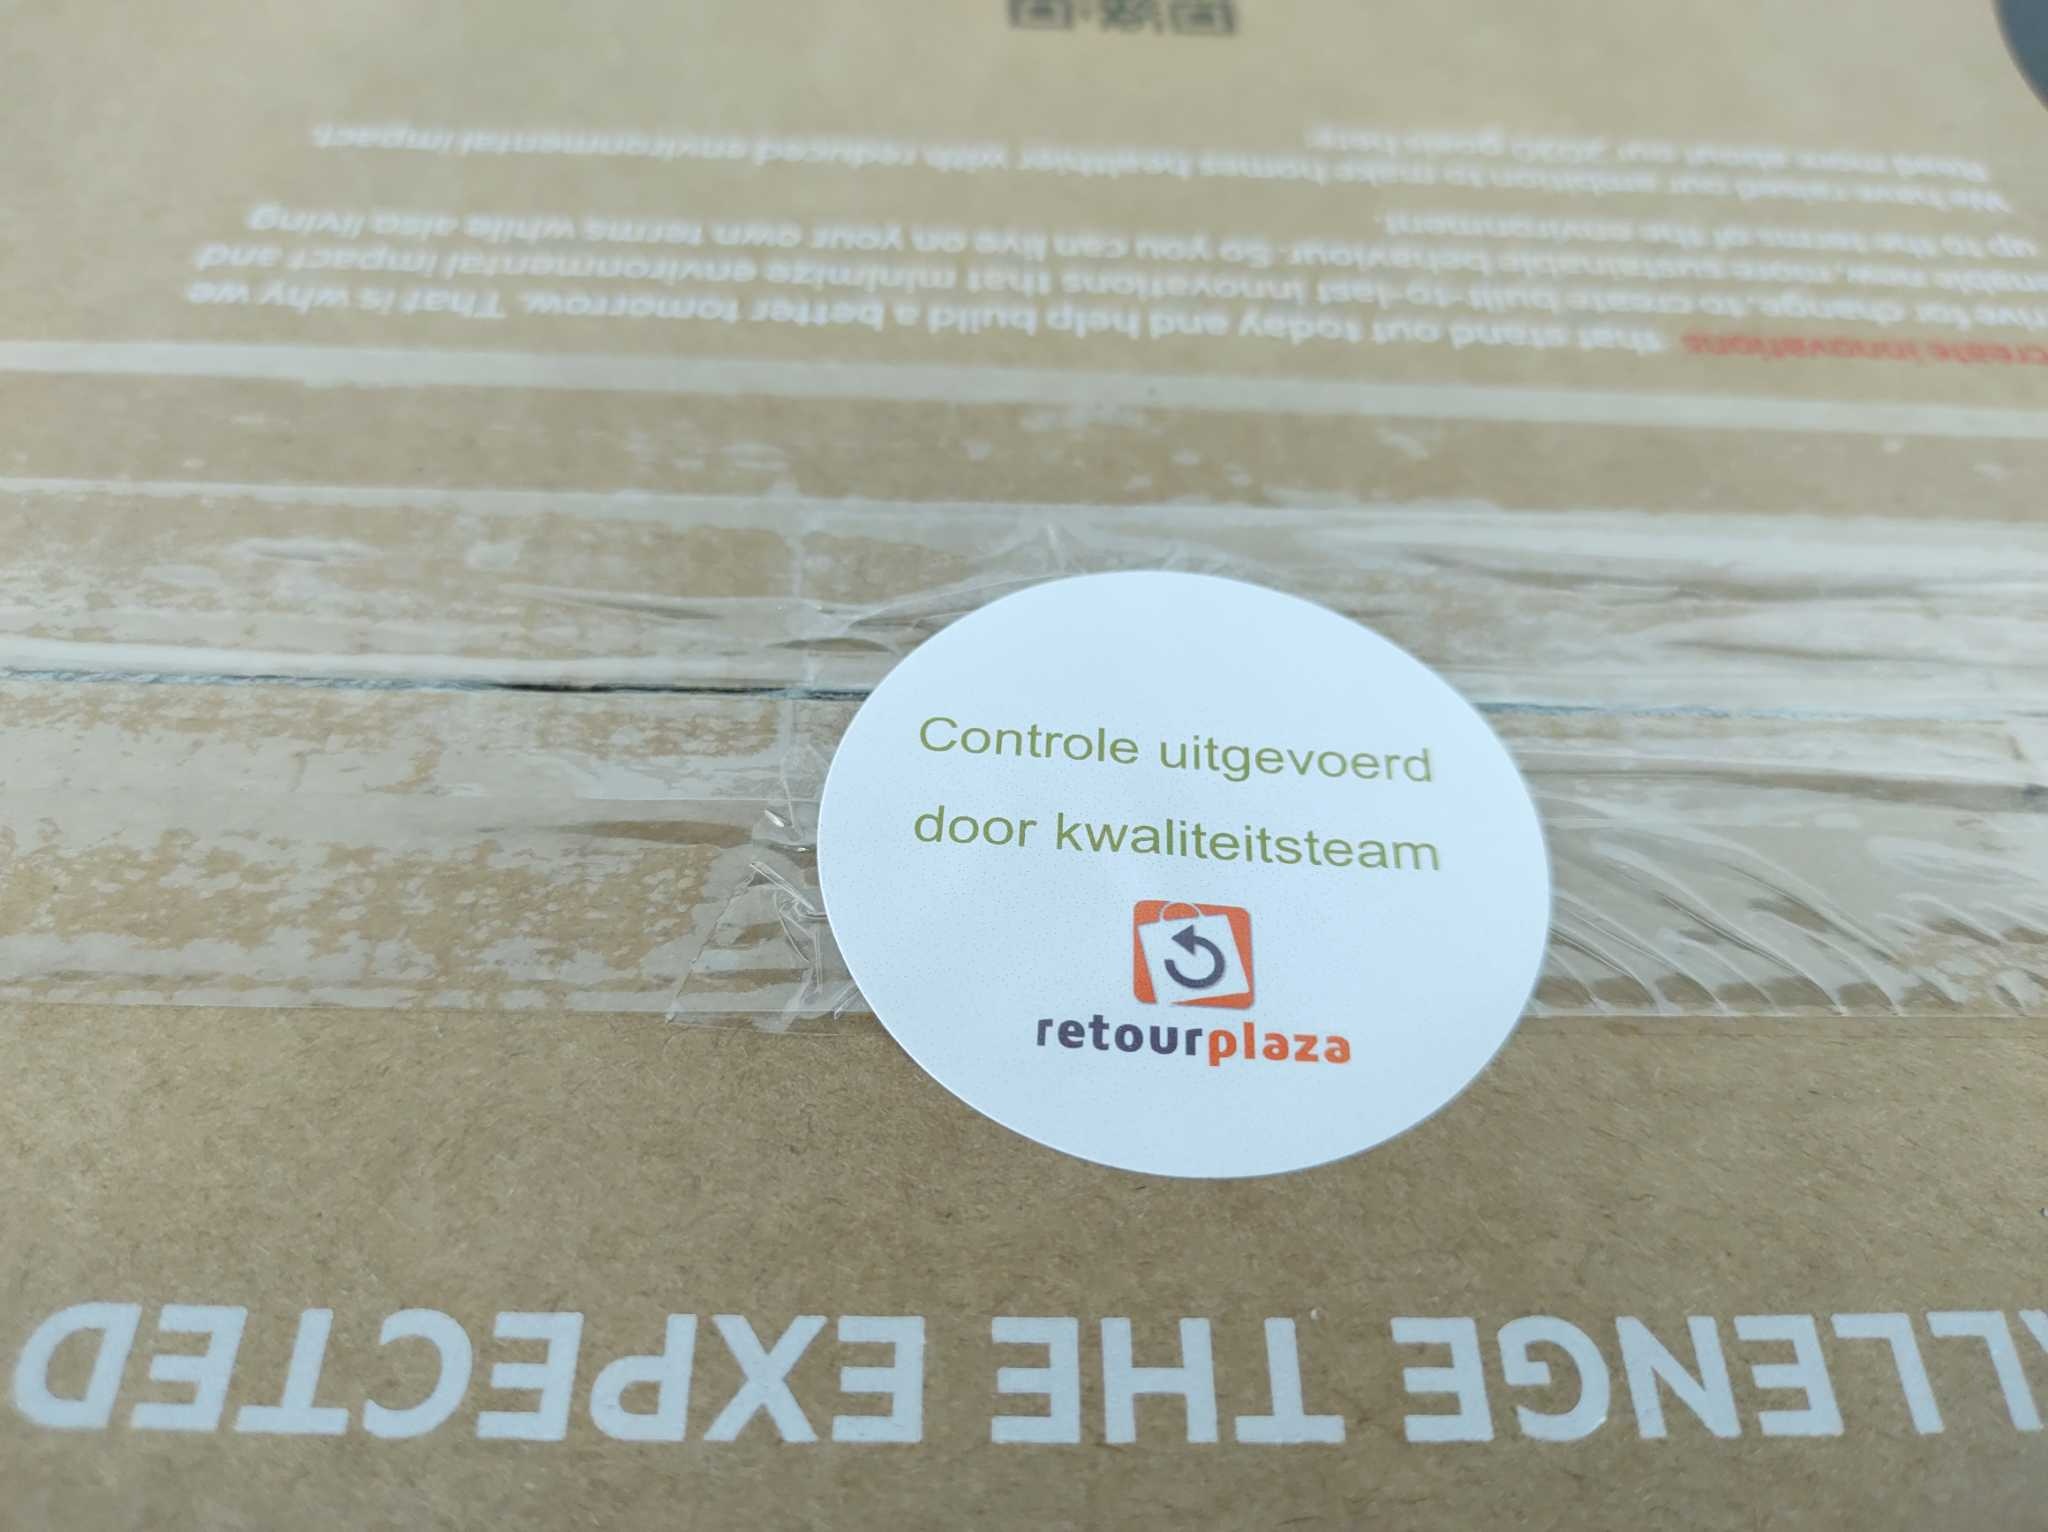 Controle uitgevoerd
door kwaliteitsteam
retourplaza
LLENGE THE EXPECTED
create innovations that stand out today and help build a better tomorrow. That is why we
for change, to create built-to-last innovations that minimize environmental impact and
new, more sustainable behaviour. So you can live on your own terms while also living
up to the terms of the environment.
We have raised our ambition to make homes healthier with reduced environmental impact.
Read more about our 2030 goals here: